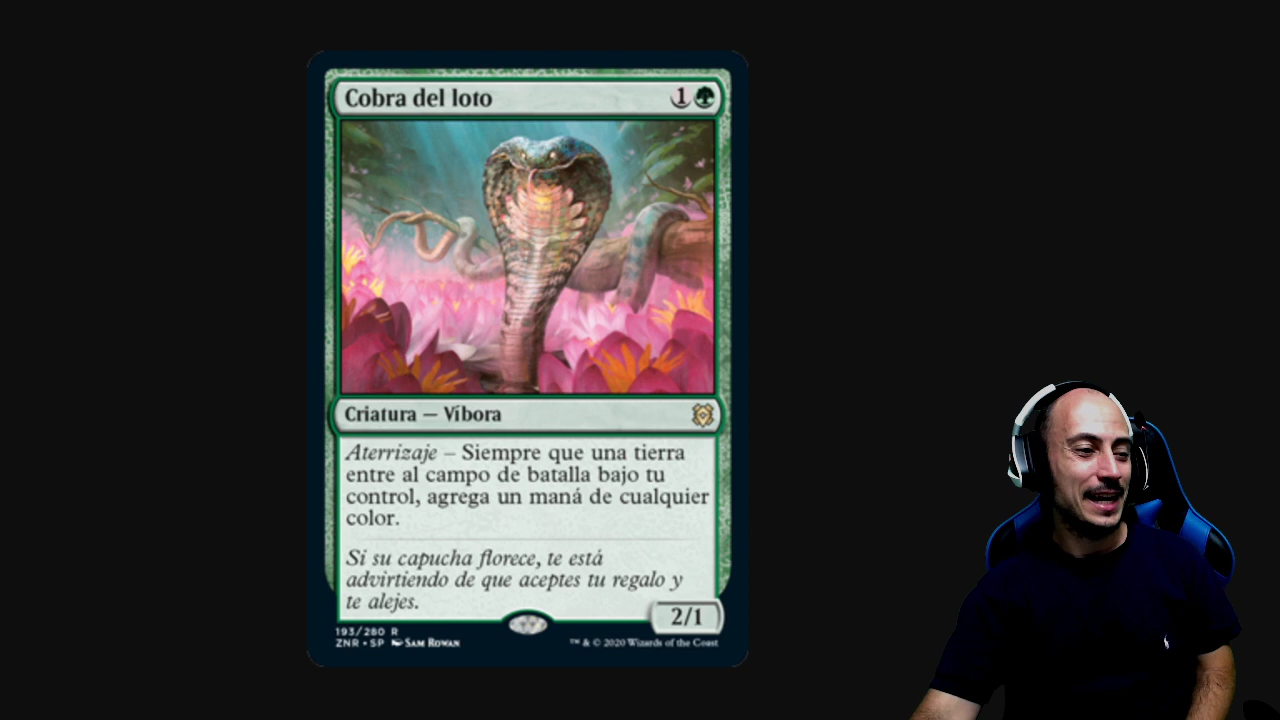 Cobra del loto 1
Criatura — Víbora
Aterrizaje – Siempre que una tierra
entre al campo de batalla bajo tu
control, agrega un maná de cualquier
color.
Si su capucha florece, te está
advirtiendo de que aceptes tu regalo y
te alejes.
2/1
193/280 R
ZNR • SP Sam Rowan
™ & © 2020 Wizards of the Coast